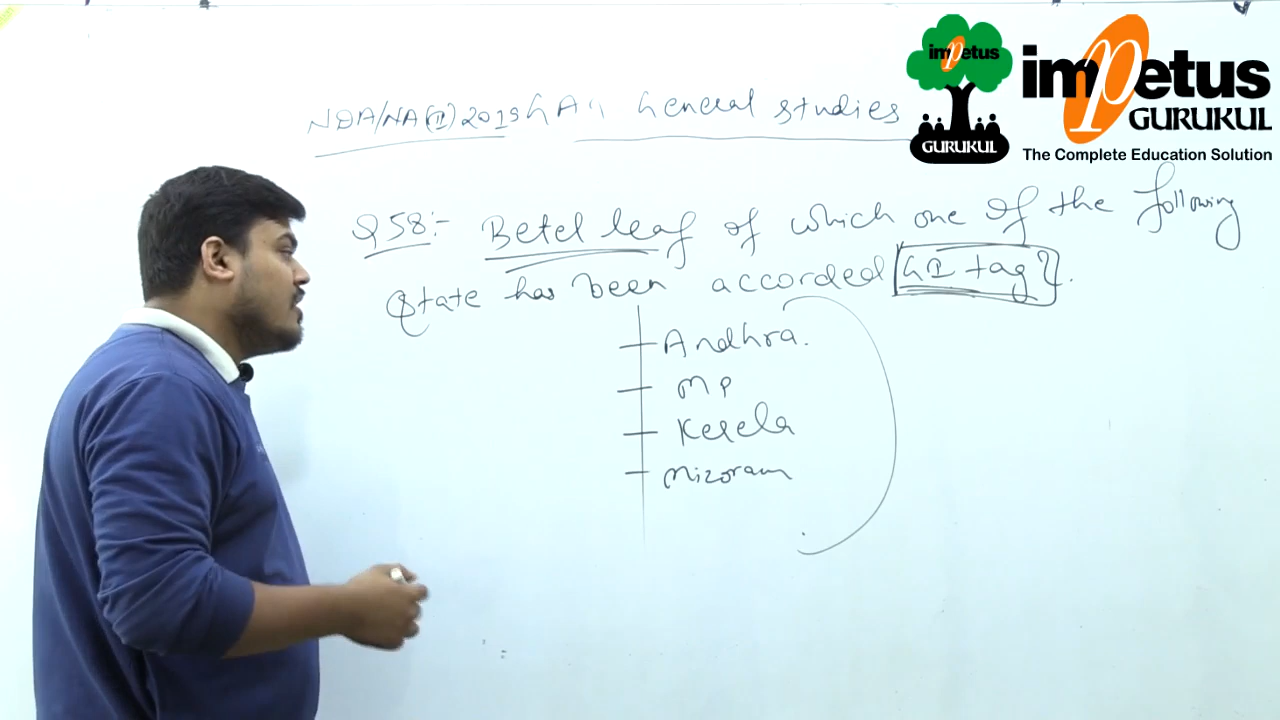 impetus
GURUKUL
impetus
GURUKUL
The Complete Education Solution
NDA/NA(I) 2019 GAT: General studies
Q58:- Betel leaf of which one of the following
State has been accorded GI tag?
Andhra.
MP
Kerela
Mizoram